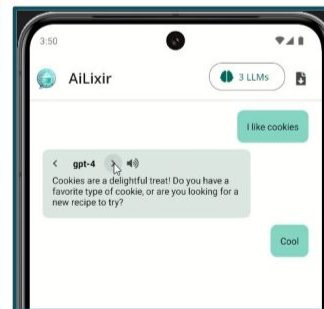 3:50
AiLixir
3 LLMs
I like cookies
gpt-4
Cookies are a delightful treat! Do you have a
favorite type of cookie, or are you looking for a
new recipe to try?
Cool